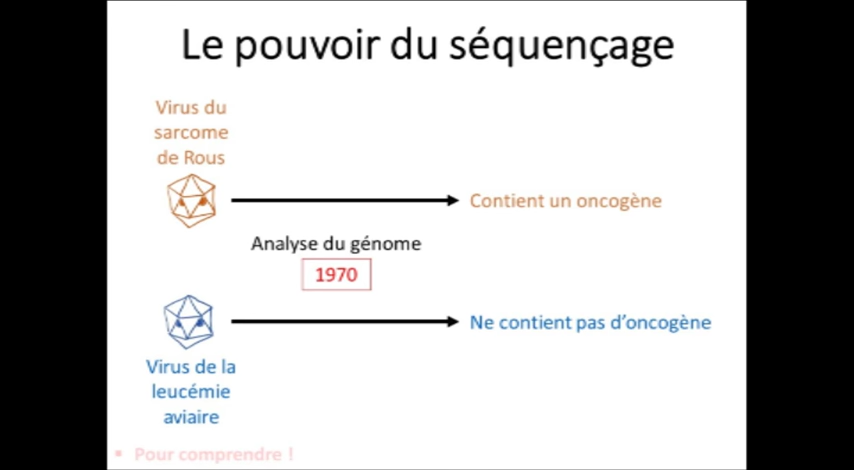 Le pouvoir du séquençage
Virus du
sarcome
de Rous
Contient un oncogène
Analyse du génome
1970
Ne contient pas d'oncogène
Virus de la
leucémie
aviaire
▪ Pour comprendre !